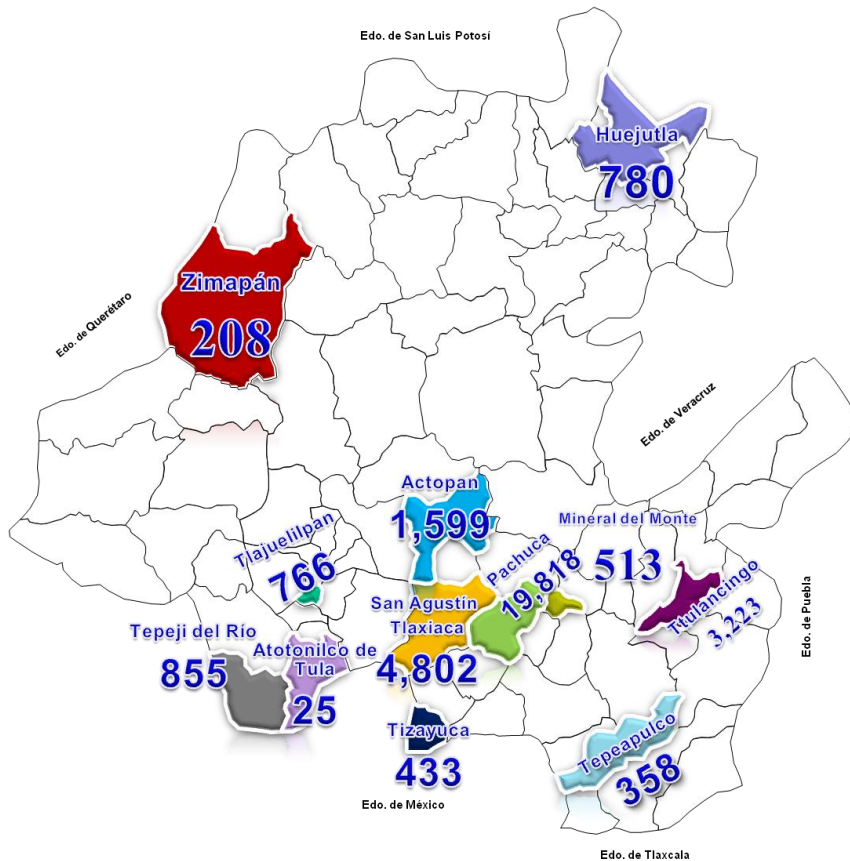 Edo. de San Luis Potosí
Huejutla
780
Zimapán
208
Edo. de Querétaro
Edo. de Veracruz
Actopan
1,599
Mineral del Monte
513
Tlajuelilpan
766
Pachuca
19,818
San Agustín
Tlaxiaca
4,802
Ttulancingo
3,223
Edo. de Puebla
Tepeji del Río
855
Atotonilco de
Tula
25
Tizayuca
433
Tepeapulco
358
Edo. de México
Edo. de Tlaxcala